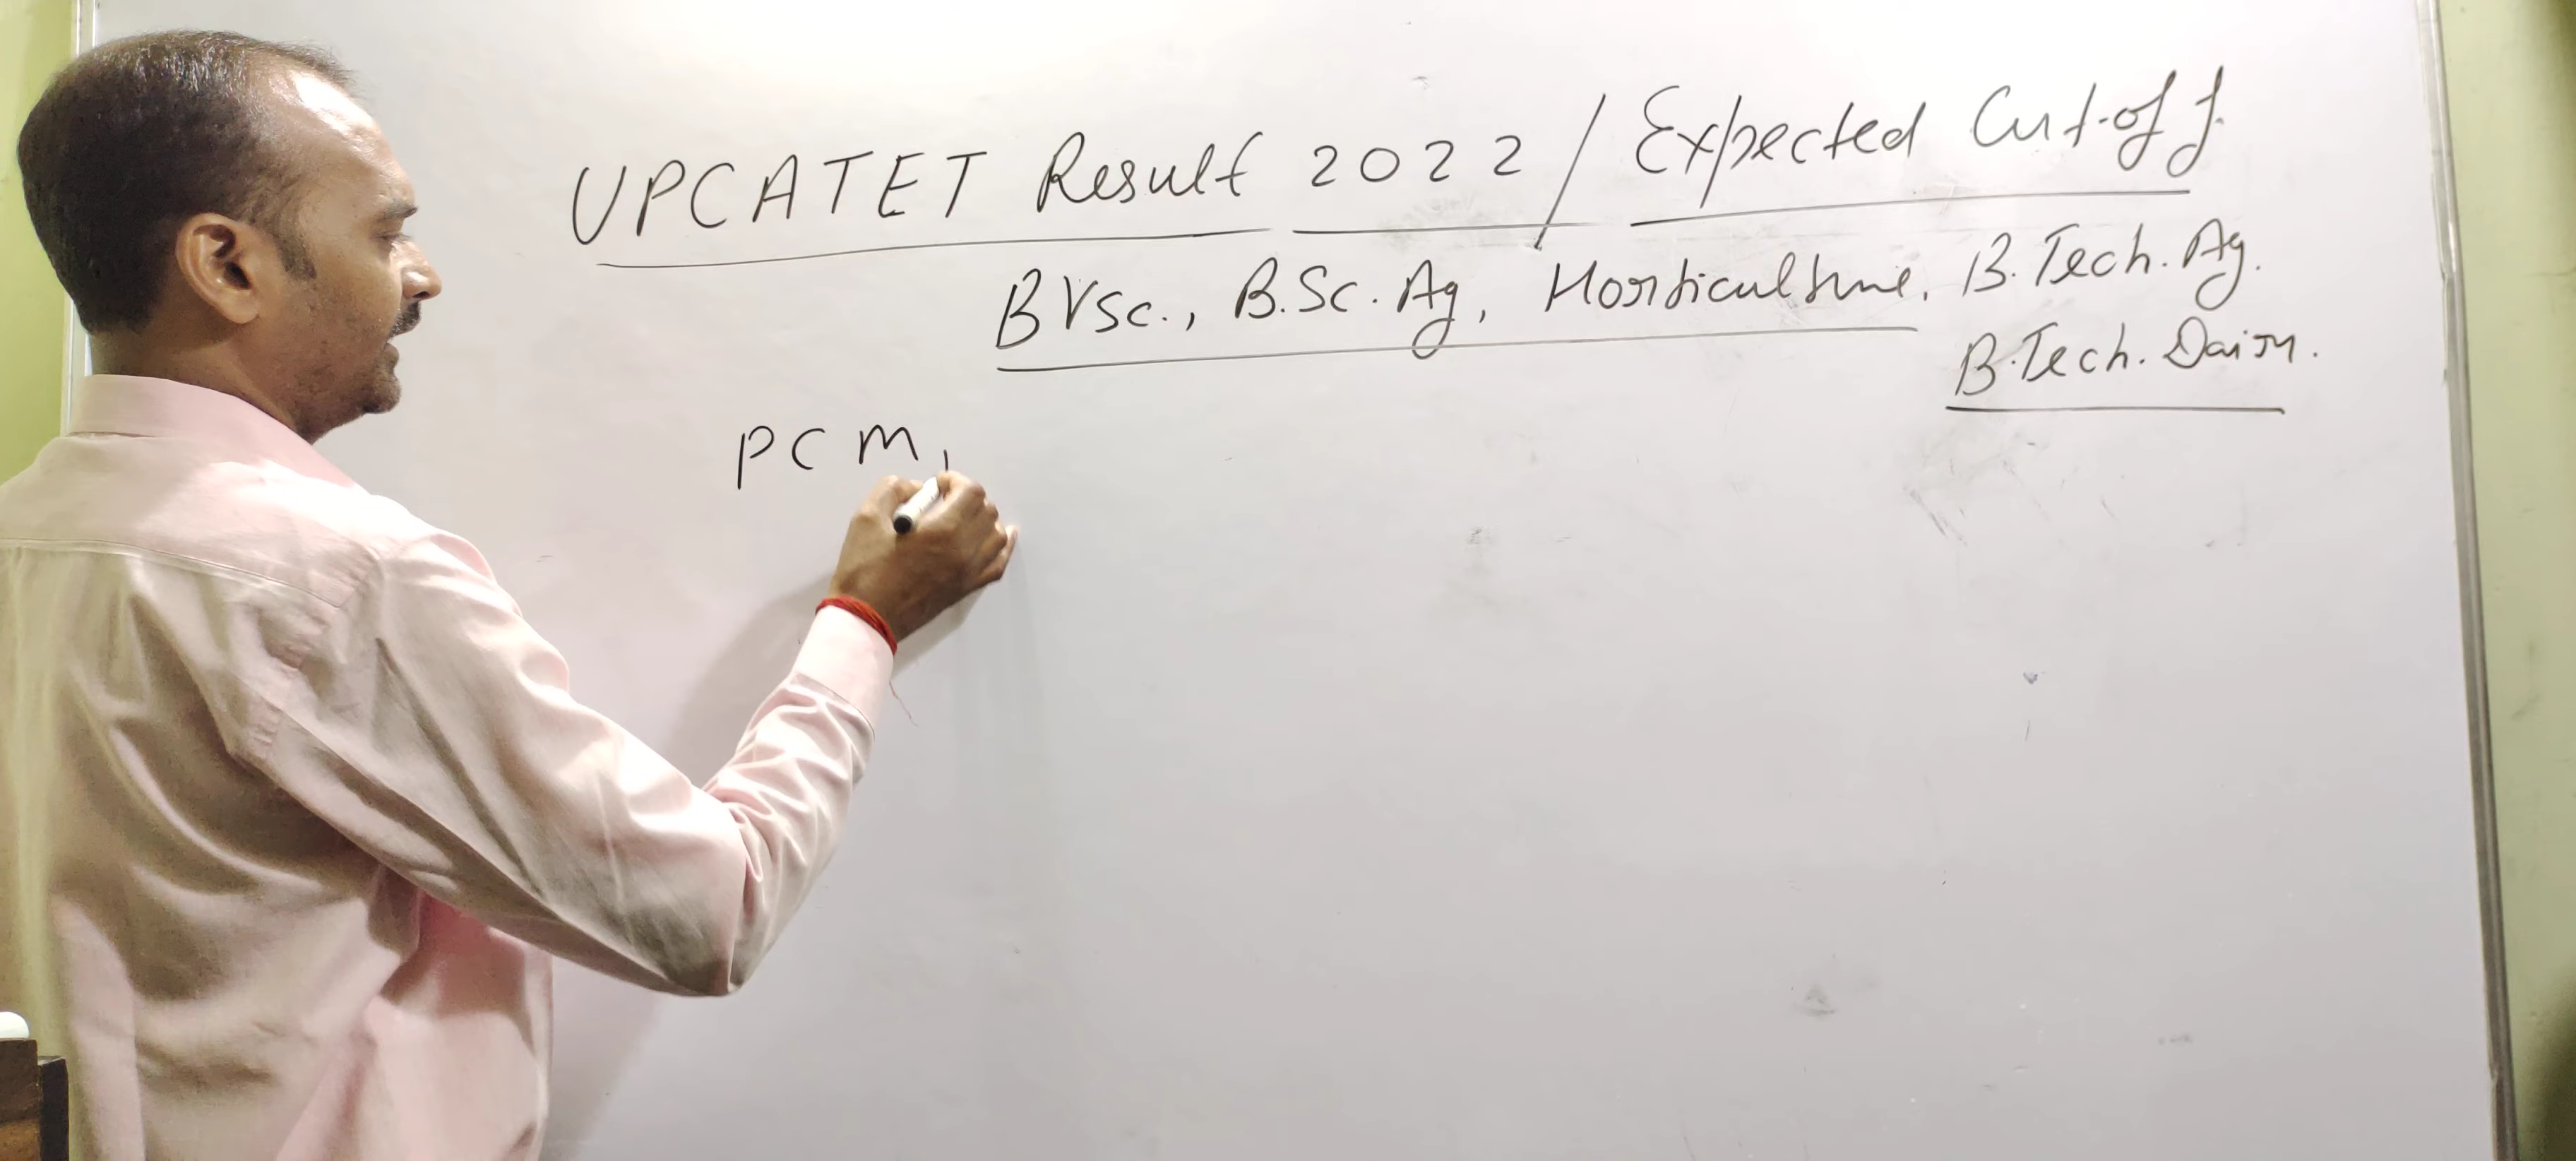 UPCATET Result 2022 / Expected Cut-off.
BVSc., B.Sc. Ag, Horticulture, B.Tech. Ag.
B.Tech. Dairy.
PCM,